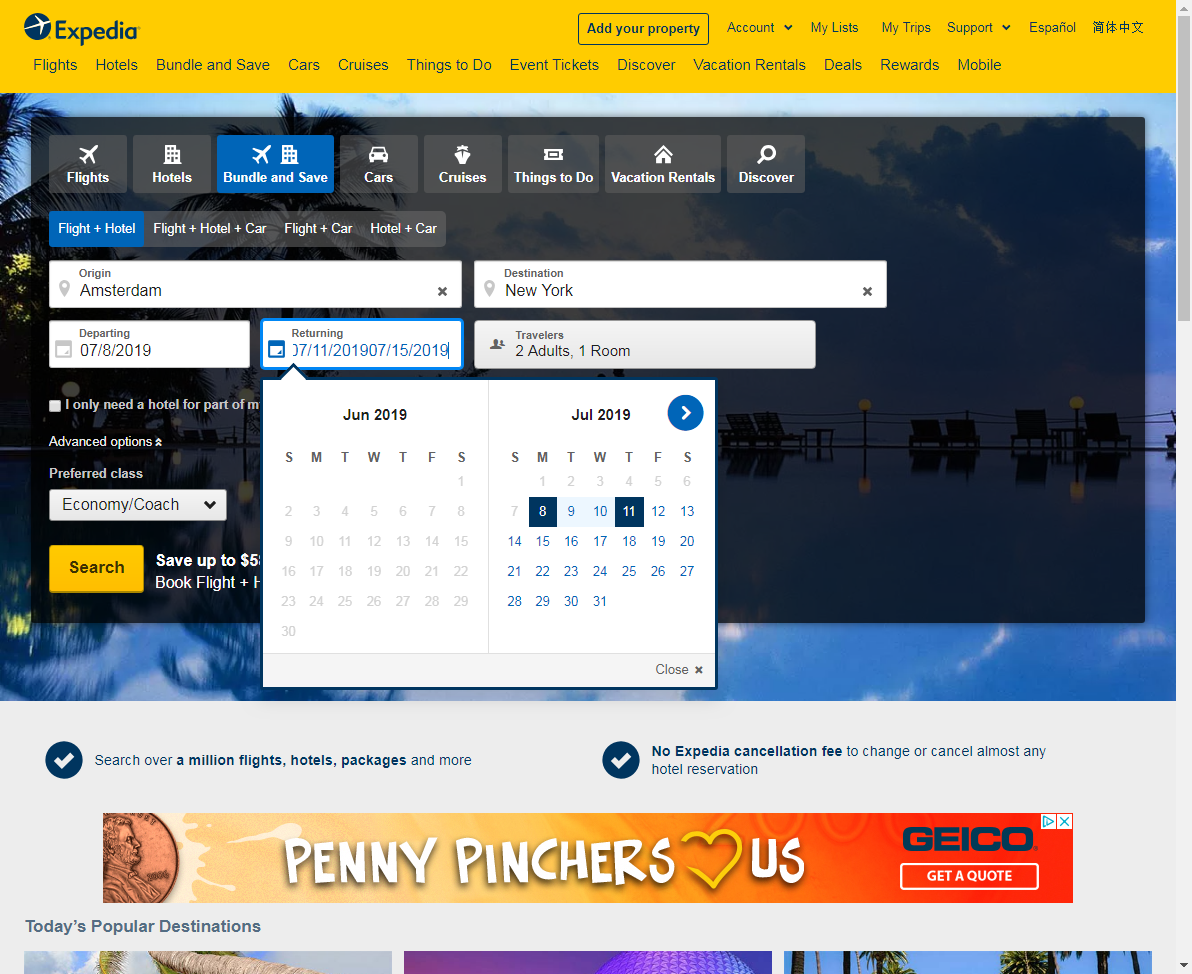 Expedia
Add your property Account My Lists My Trips Support Español 简体中文
Flights Hotels Bundle and Save Cars Cruises Things to Do Event Tickets Discover Vacation Rentals Deals Rewards Mobile
Flights Hotels Bundle and Save Cars Cruises Things to Do Vacation Rentals Discover
Flight + Hotel Flight + Hotel + Car Flight + Car Hotel + Car
Origin
Amsterdam
Destination
New York
Departing
07/8/2019
Returning
07/11/201907/15/2019
Travelers
2 Adults, 1 Room
I only need a hotel for part of
Advanced options
Preferred class
Economy/Coach
Search
Save up to
Book Flight +
Jun 2019
S M T W T F S
1
2 3 4 5 6 7 8
9 10 11 12 13 14 15
16 17 18 19 20 21 22
23 24 25 26 27 28 29
30
Jul 2019
S M T W T F S
1 2 3 4 5 6
7 8 9 10 11 12 13
14 15 16 17 18 19 20
21 22 23 24 25 26 27
28 29 30 31
Close
Search over a million flights, hotels, packages and more
No Expedia cancellation fee to change or cancel almost any
hotel reservation
PENNY PINCHERS US
GEICO
GET A QUOTE
Today's Popular Destinations